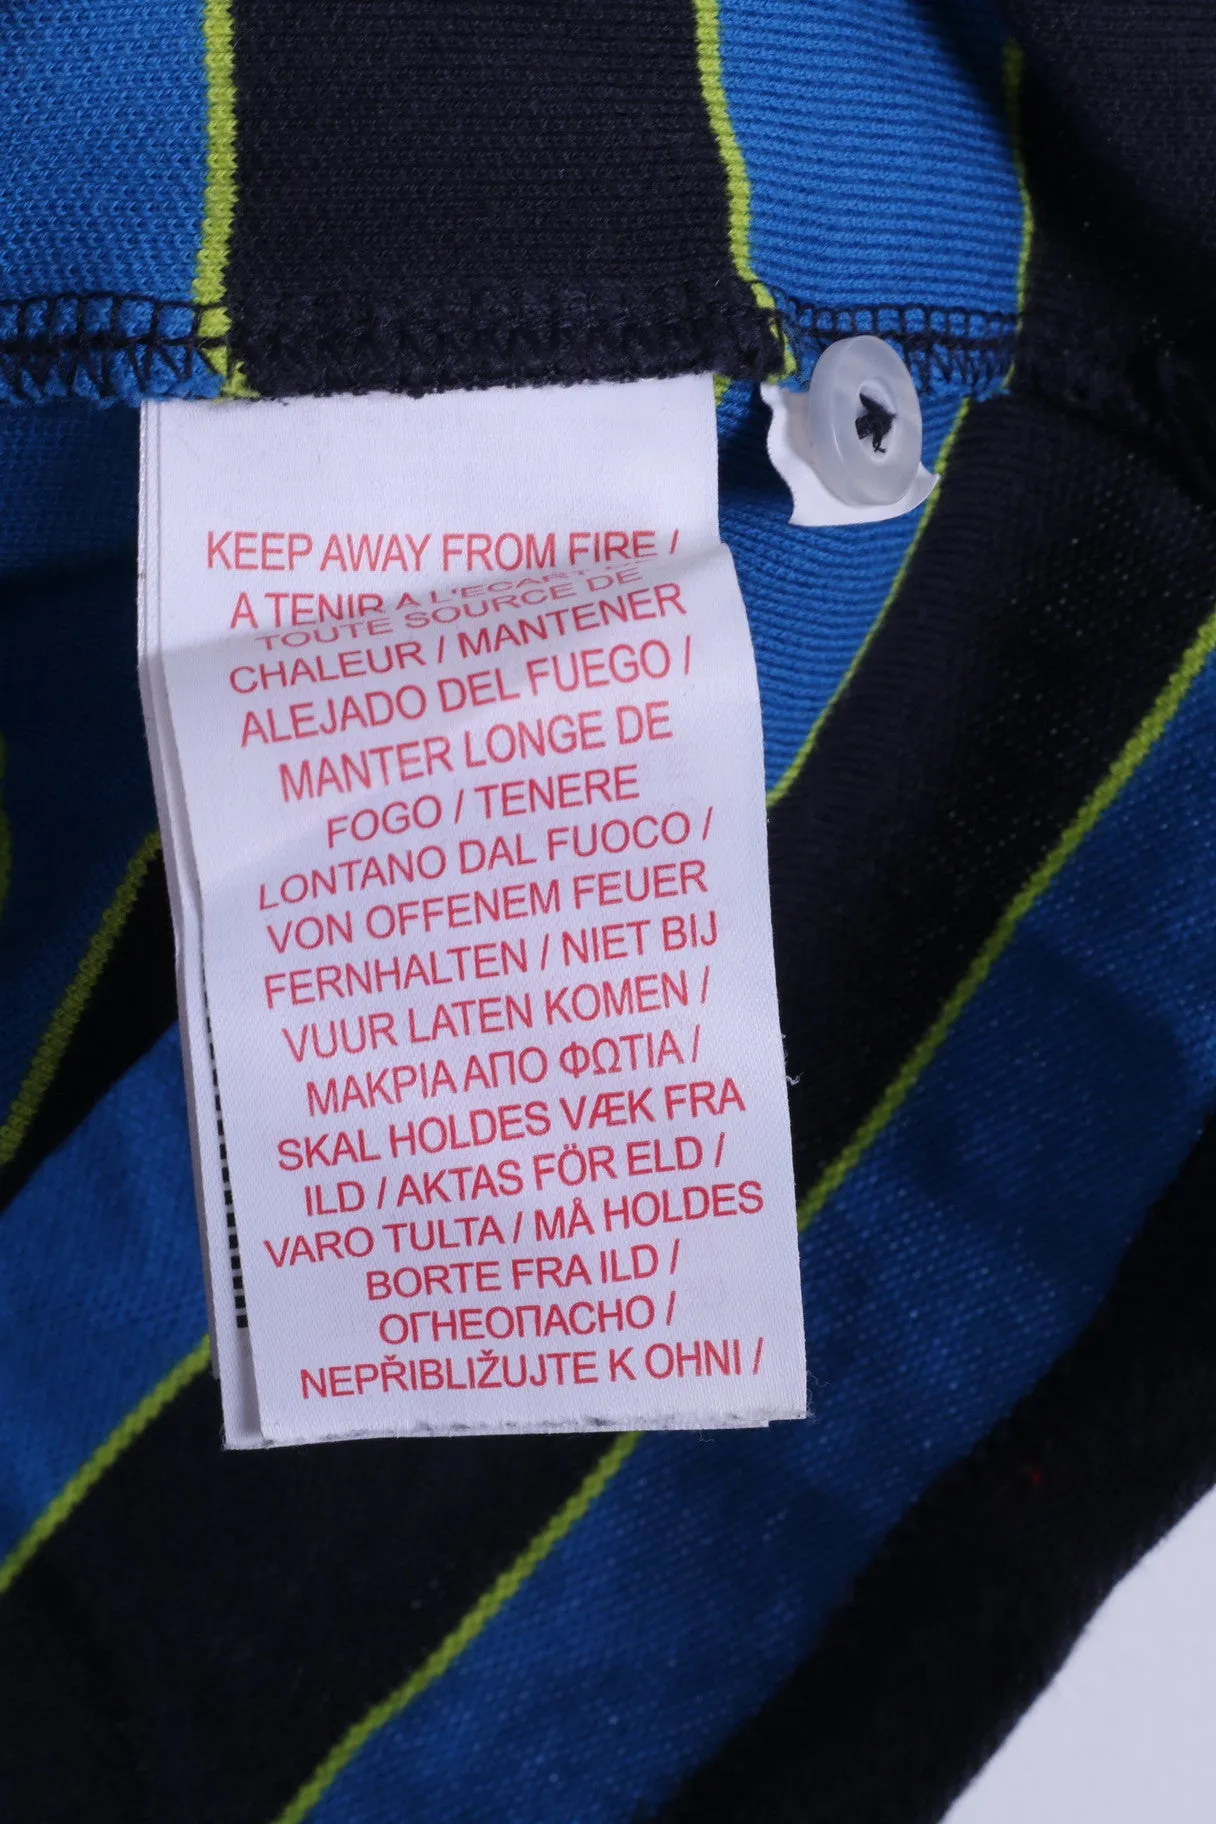 KEEP AWAY FROM FIRE /
A TENIR A L'ECART DE
TOUTE SOURCE DE
CHALEUR / MANTENER
ALEJADO DEL FUEGO /
MANTER LONGE DE
FOGO / TENERE
LONTANO DAL FUOCO /
VON OFFENEM FEUER
FERNHALTEN / NIET BIJ
VUUR LATEN KOMEN /
ΜΑΚΡΙΑ ΑΠΟ ΦΩΤΙΑ /
SKAL HOLDES VÆK FRA
ILD / AKTAS FÖR ELD /
VARO TULTA / MÅ HOLDES
BORTE FRA ILD /
ОГНЕОПАСНО /
NEPŘIBLIŽUJTE K OHNI /